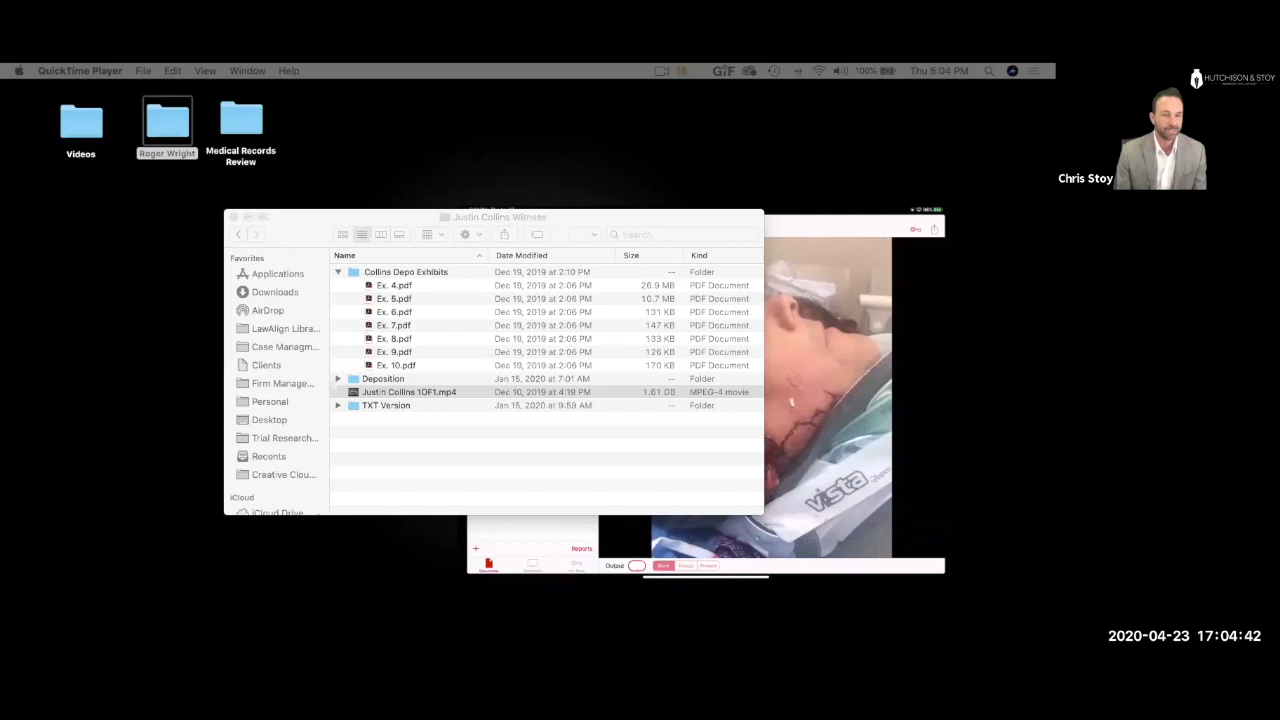 QuickTime Player File Edit View Window Help GIF 100% Thu 5:04 PM
HUTCHISON & STOY
Videos
Roger Wright
Medical Records
Review
Chris Stoy
Justin Collins Witness
Search
Favorites
Name Date Modified Size Kind
Applications
Collins Depo Exhibits Dec 19, 2019 at 2:10 PM -- Folder
Ex. 4.pdf Dec 19, 2019 at 2:06 PM 26.9 MB PDF Document
Downloads
Ex. 5.pdf Dec 19, 2019 at 2:06 PM 10.7 MB PDF Document
AirDrop
Ex. 6.pdf Dec 19, 2019 at 2:06 PM 131 KB PDF Document
LawAlign Libra...
Ex. 7.pdf Dec 19, 2019 at 2:06 PM 147 KB PDF Document
Case Managm...
Ex. 8.pdf Dec 19, 2019 at 2:06 PM 133 KB PDF Document
Ex. 9.pdf Dec 19, 2019 at 2:06 PM 126 KB PDF Document
Clients
Ex. 10.pdf Dec 19, 2019 at 2:06 PM 170 KB PDF Document
Firm Manage...
Deposition Jan 15, 2020 at 7:01 AM -- Folder
Personal
Justin Collins 1OF1.mp4 Dec 10, 2019 at 4:19 PM 1.61 GB MPEG-4 movie
TXT Version Jan 15, 2020 at 9:59 AM -- Folder
Desktop
Trial Research...
Recents
Creative Clou...
iCloud
iCloud Drive
vista
+ Reports
Documents
Output Blank Freeze Present
2020-04-23 17:04:42